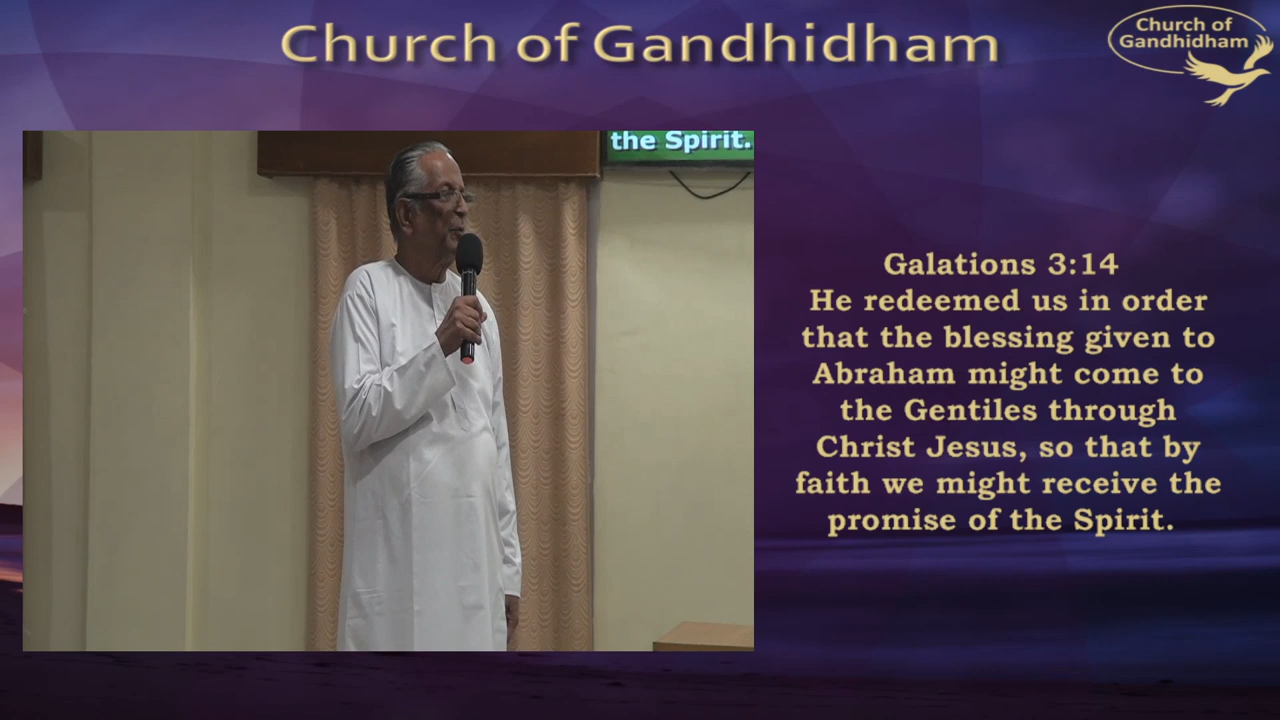 Church of Gandhidham
Church of
Gandhidham
the Spirit.
Galations 3:14
He redeemed us in order
that the blessing given to
Abraham might come to
the Gentiles through
Christ Jesus, so that by
faith we might receive the
promise of the Spirit.